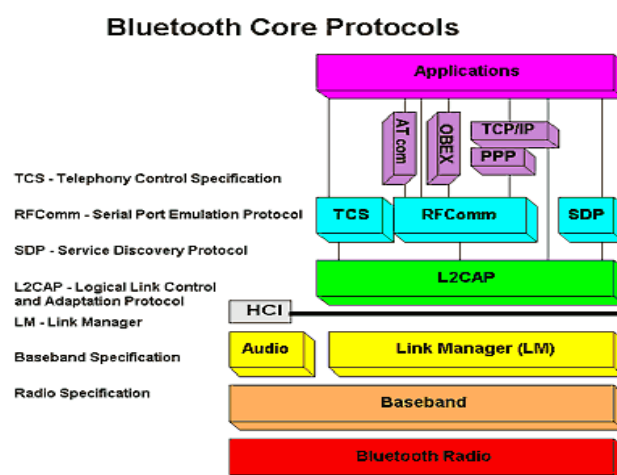 Bluetooth Core Protocols
Applications
AT com
OBEX
TCP/IP
PPP
TCS - Telephony Control Specification
RFComm - Serial Port Emulation Protocol
TCS
RFComm
SDP
SDP - Service Discovery Protocol
L2CAP
L2CAP - Logical Link Control
and Adaptation Protocol
HCI
LM - Link Manager
Audio
Link Manager (LM)
Baseband Specification
Radio Specification
Baseband
Bluetooth Radio